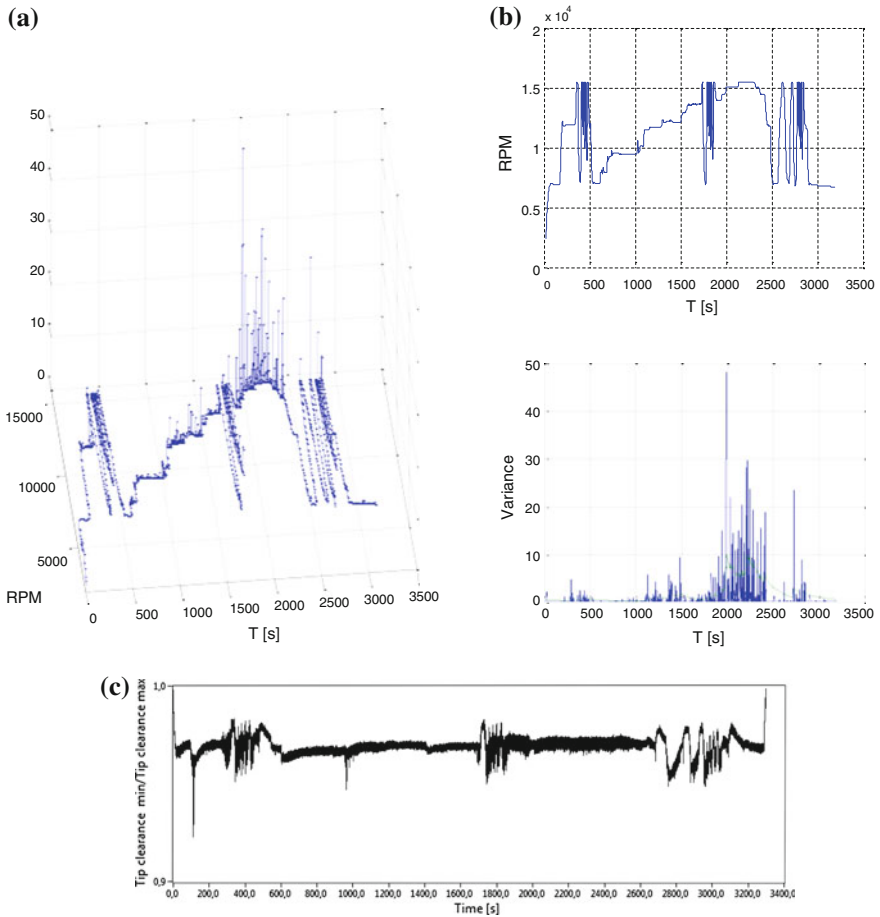 (a)
50
40
30
20
10
0
15000
10000
5000
RPM
0 500 1000 1500 2000 2500 3000 3500
T [s]
(b)
x 10⁴
2
1.5
1
0.5
0
RPM
0 500 1000 1500 2000 2500 3000 3500
T [s]
50
40
30
20
10
0
Variance
0 500 1000 1500 2000 2500 3000 3500
T [s]
(c)
1,0
0,9
Tip clearance min/Tip clearance max
0,0 200,0 400,0 600,0 800,0 1000,0 1200,0 1400,0 1600,0 1800,0 2000,0 2200,0 2400,0 2600,0 2800,0 3000,0 3200,0 3400,0
Time [s]